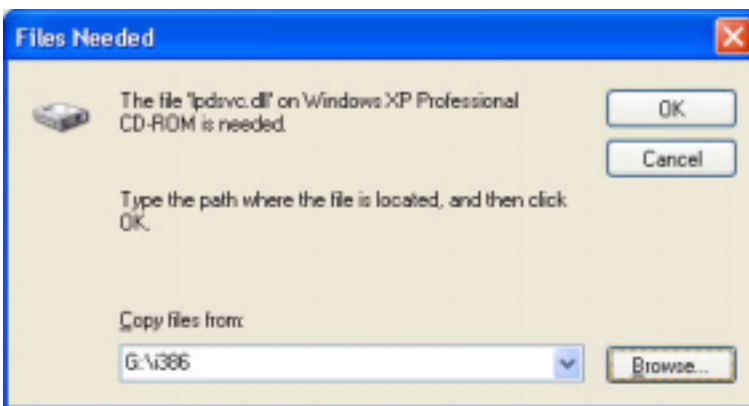 Files Needed
The file 'lpdsvc.dll' on Windows XP Professional
CD-ROM is needed.
OK
Cancel
Type the path where the file is located, and then click
OK.
Copy files from:
G:\i386
Browse...